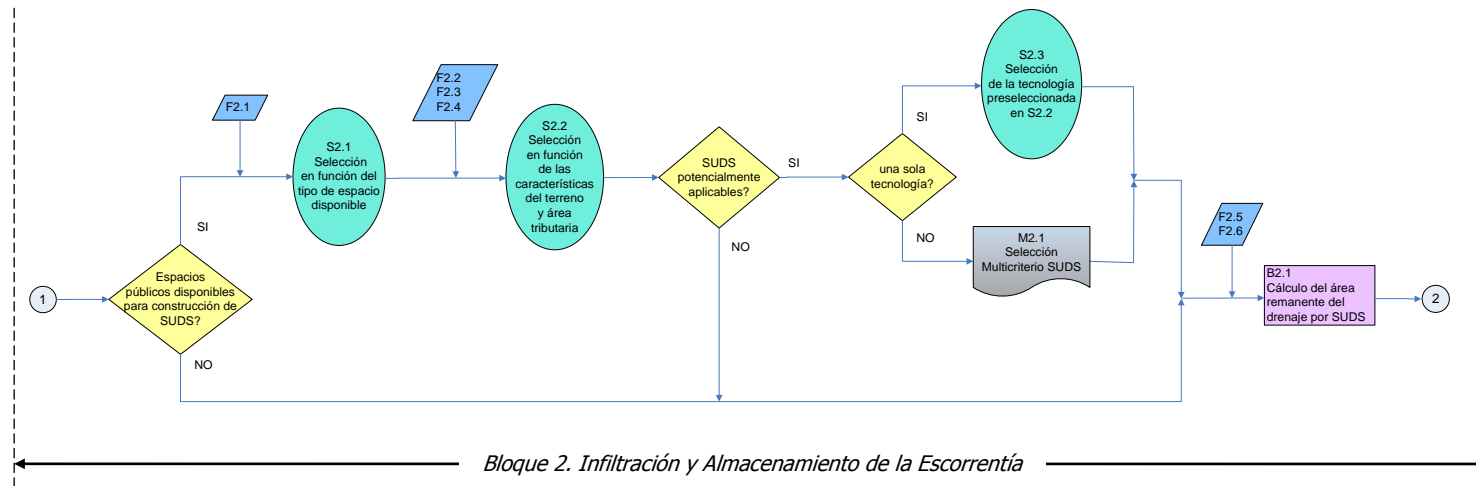 1
Espacios
públicos disponibles
para construcción de
SUDS?
SI
NO
F2.1
S2.1
Selección
en función del
tipo de espacio
disponible
F2.2
F2.3
F2.4
S2.2
Selección
en función
de las
características
del terreno
y área
tributaria
SUDS
potencialmente
aplicables?
SI
NO
una sola
tecnología?
SI
NO
S2.3
Selección
de la tecnología
preseleccionada
en S2.2
M2.1
Selección
Multicriterio SUDS
F2.5
F2.6
B2.1
Cálculo del área
remanente del
drenaje por SUDS
2
Bloque 2. Infiltración y Almacenamiento de la Escorrentía